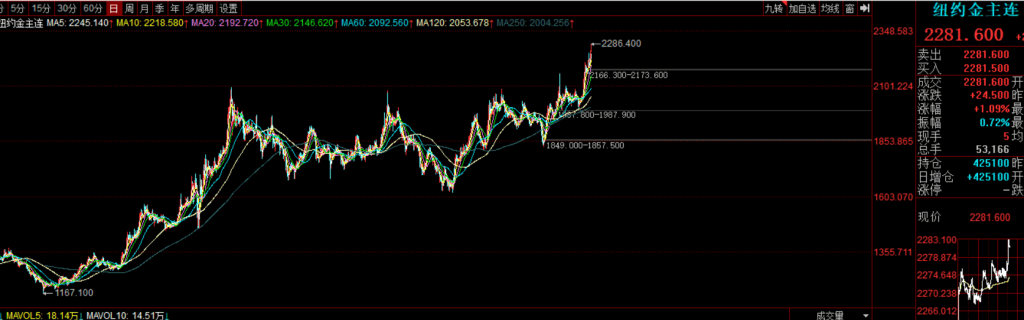 5分 15分 30分 60分 日 周 月 季 年 多周期 设置 九转 加自选 均线 窗
纽约金主连 MA5: 2245.140↑ MA10: 2218.580↑ MA20: 2192.720↑ MA30: 2146.620↑ MA60: 2092.560↑ MA120: 2053.678↑ MA250: 2004.256↑
2348.583
2286.400
2166.300-2173.600
2101.224
1987.800-1987.900
1853.865
1849.000-1857.500
1603.070
1355.711
1167.100
MAVOL5: 18.14万↓ MAVOL10: 14.51万↓ 成交量
纽约金主连
2281.600
卖出 2281.600
买入 2281.500
成交 2281.600 开
涨跌 +24.500 昨
涨幅 +1.09% 最
振幅 0.72% 最
现手 5 均
总手 53,166
持仓 425100 昨
日增仓 +425100 开
涨停 — 跌
现价 2281.600
2283.100
2278.874
2274.648
2270.238
2266.012